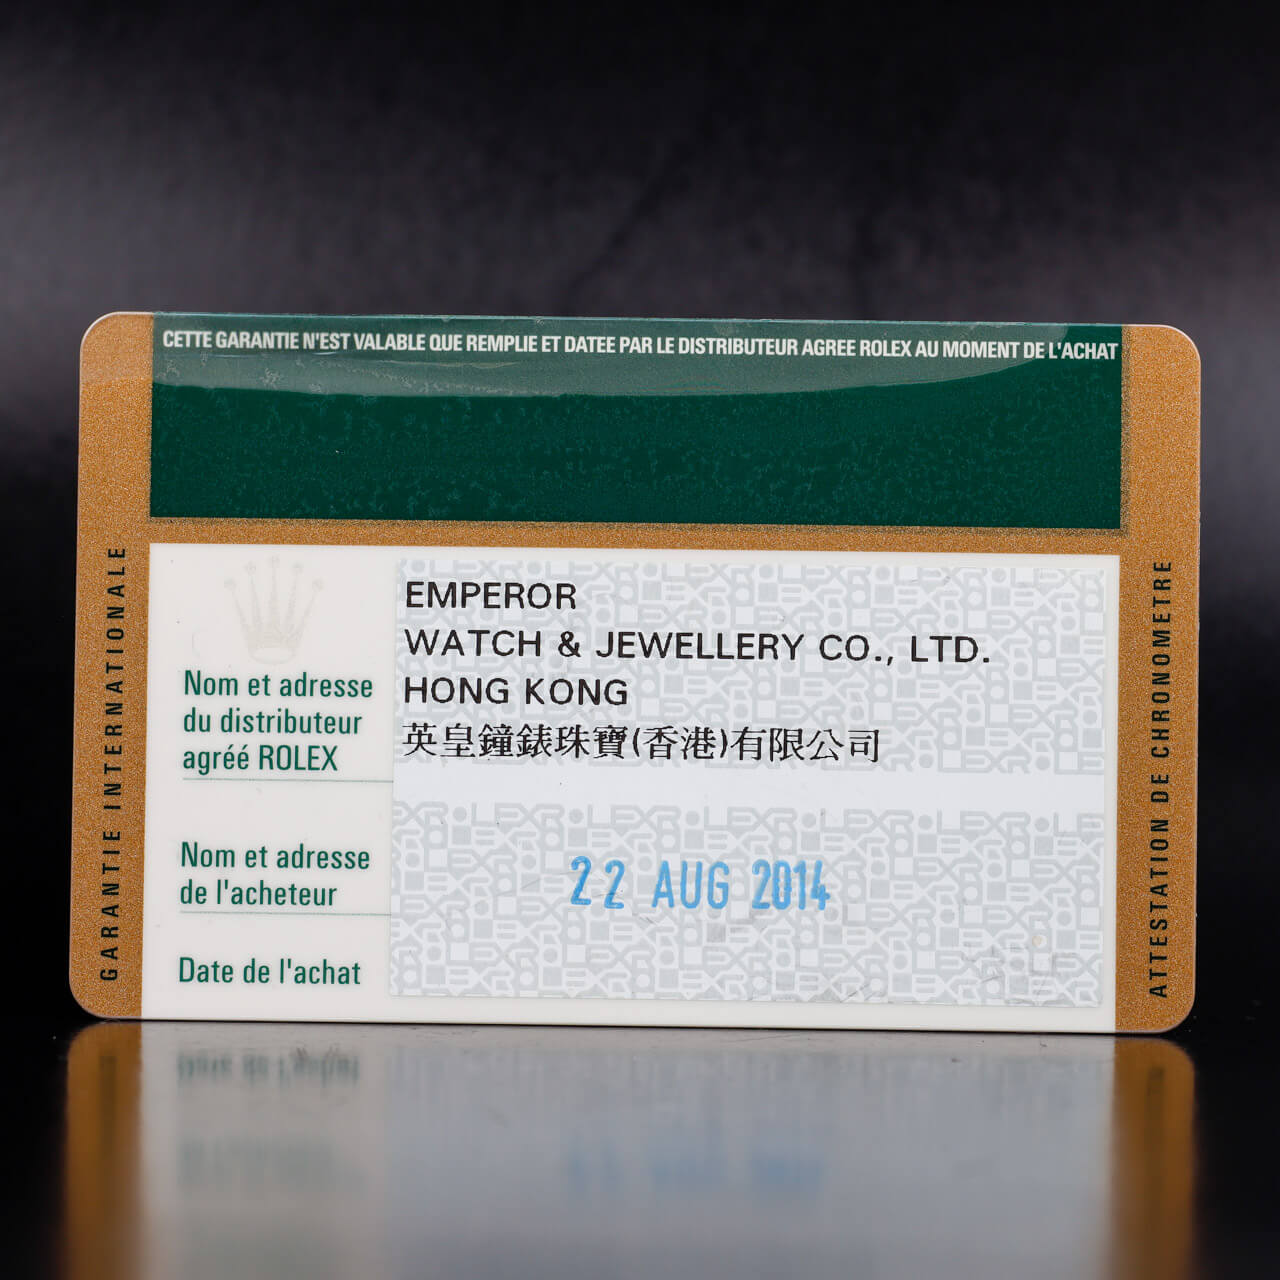 CETTE GARANTIE N'EST VALABLE QUE REMPLIE ET DATEE PAR LE DISTRIBUTEUR AGREE ROLEX AU MOMENT DE L'ACHAT
GARANTIE INTERNATIONALE
Nom et adresse
du distributeur
agréé ROLEX
EMPEROR
WATCH & JEWELLERY CO., LTD.
HONG KONG
英皇鐘錶珠寶(香港)有限公司
Nom et adresse
de l'acheteur
22 AUG 2014
Date de l'achat
ATTESTATION DE CHRONOMETRE